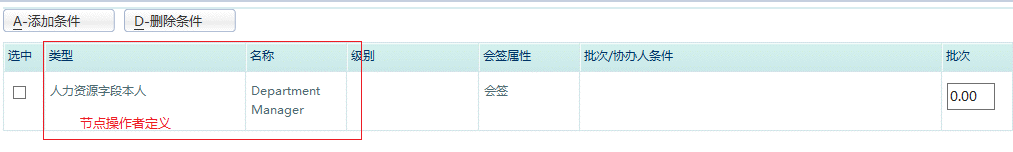 A-添加条件 D-删除条件
选中 类型 名称 级别 会签属性 批次/协办人条件 批次
人力资源字段本人 Department 会签 0.00
Manager
节点操作者定义